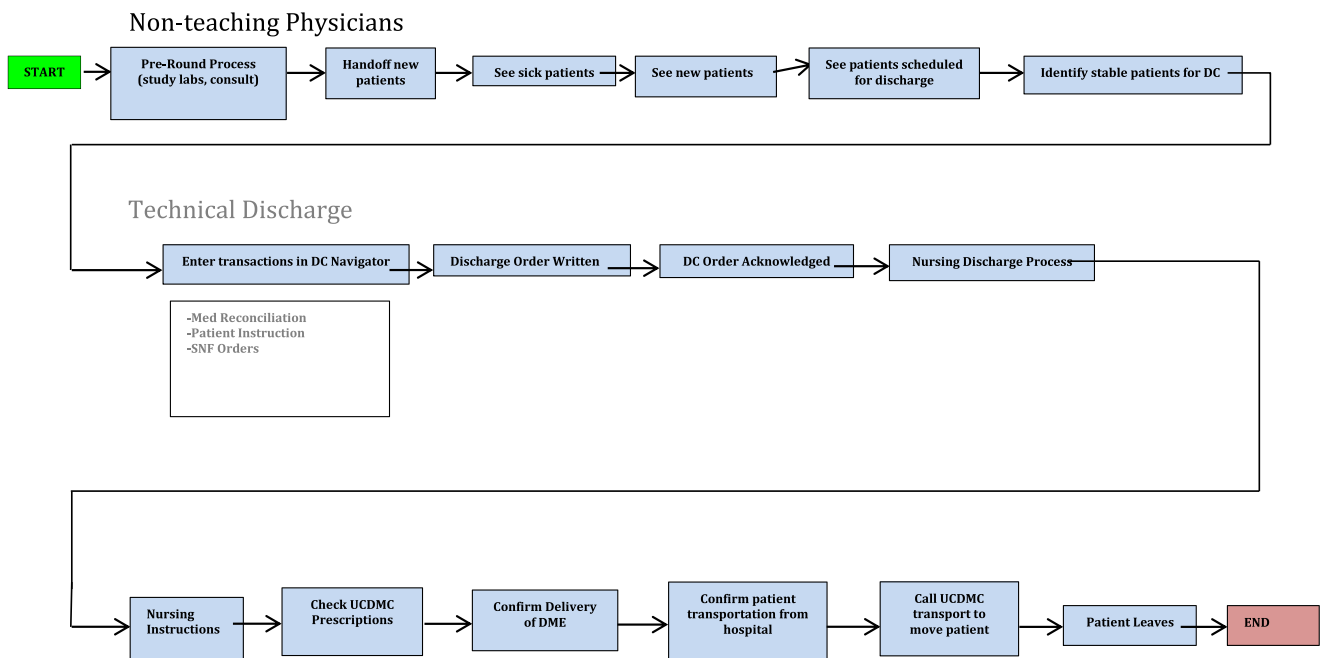 Non-teaching Physicians
START
Pre-Round Process
(study labs, consult)
Handoff new
patients
See sick patients
See new patients
See patients scheduled
for discharge
Identify stable patients for DC
Technical Discharge
Enter transactions in DC Navigator
Discharge Order Written
DC Order Acknowledged
Nursing Discharge Process
-Med Reconciliation
-Patient Instruction
-SNF Orders
Nursing
Instructions
Check UCDMC
Prescriptions
Confirm Delivery
of DME
Confirm patient
transportation from
hospital
Call UCDMC
transport to
move patient
Patient Leaves
END